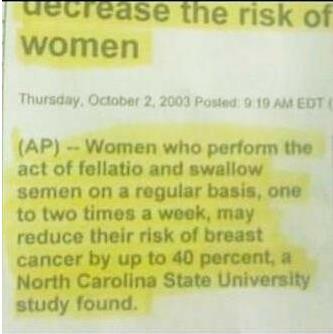 decrease the risk of
women
Thursday, October 2, 2003 Posted: 9:19 AM EDT (
(AP) -- Women who perform the
act of fellatio and swallow
semen on a regular basis, one
to two times a week, may
reduce their risk of breast
cancer by up to 40 percent, a
North Carolina State University
study found.